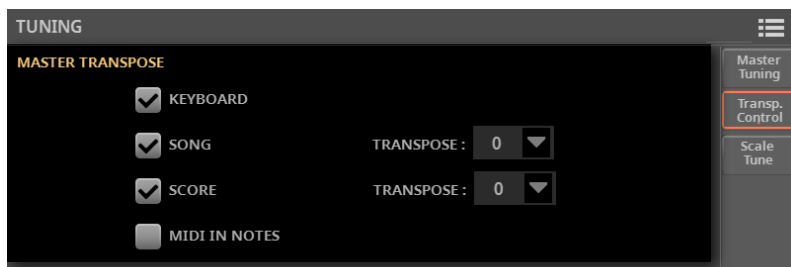 TUNING
MASTER TRANSPOSE
KEYBOARD
SONG TRANSPOSE : 0
SCORE TRANSPOSE : 0
MIDI IN NOTES
Master
Tuning
Transp.
Control
Scale
Tune